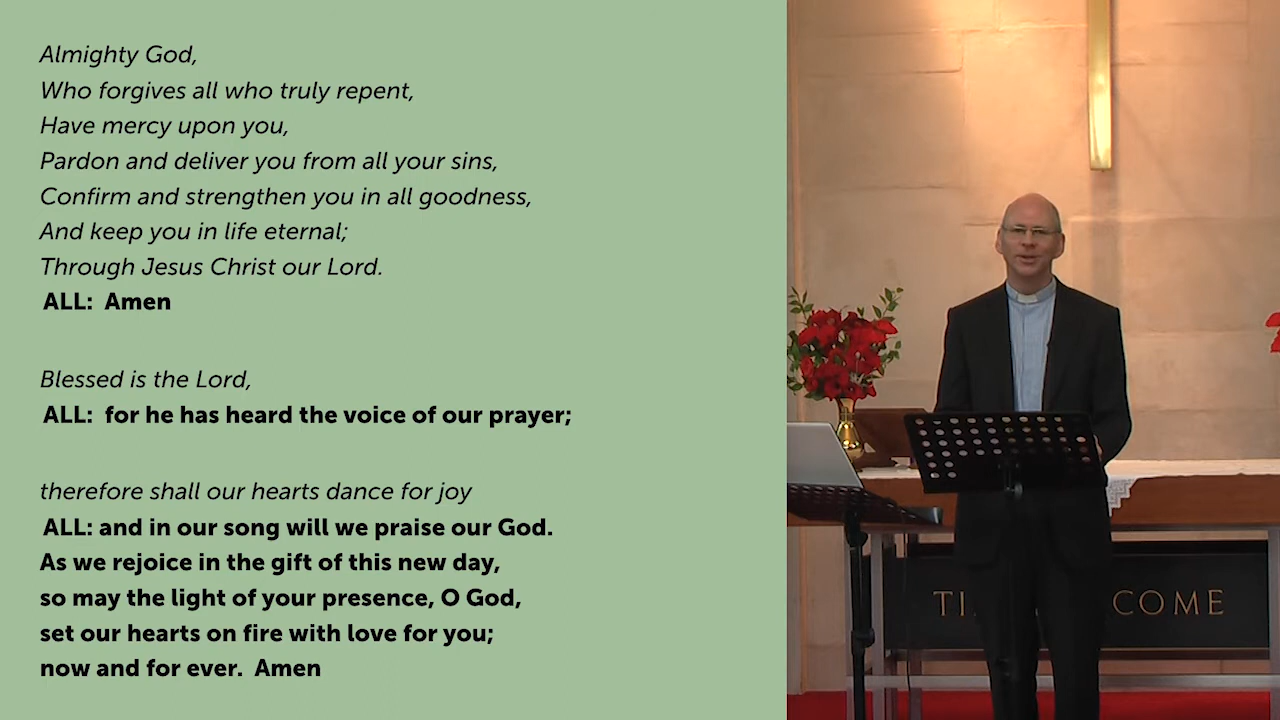 Almighty God,
Who forgives all who truly repent,
Have mercy upon you,
Pardon and deliver you from all your sins,
Confirm and strengthen you in all goodness,
And keep you in life eternal;
Through Jesus Christ our Lord.
ALL: Amen
Blessed is the Lord,
ALL: for he has heard the voice of our prayer;
therefore shall our hearts dance for joy
ALL: and in our song will we praise our God.
As we rejoice in the gift of this new day,
so may the light of your presence, O God,
set our hearts on fire with love for you;
now and for ever. Amen
COME